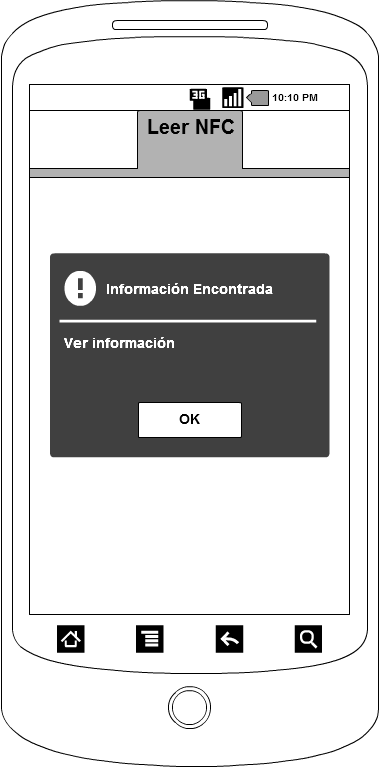 3G
10:10 PM
Leer NFC
Información Encontrada
Ver información
OK